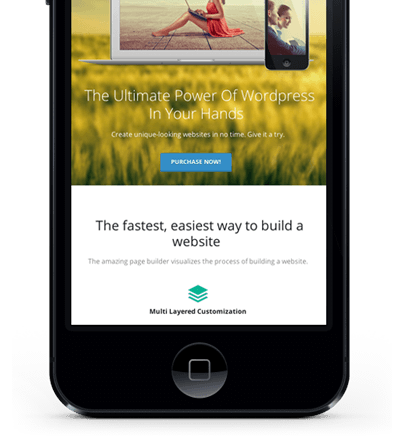 The Ultimate Power Of Wordpress
In Your Hands
Create unique-looking websites in no time. Give it a try.
PURCHASE NOW!
The fastest, easiest way to build a
website
The amazing page builder visualizes the process of building a website.
Multi Layered Customization